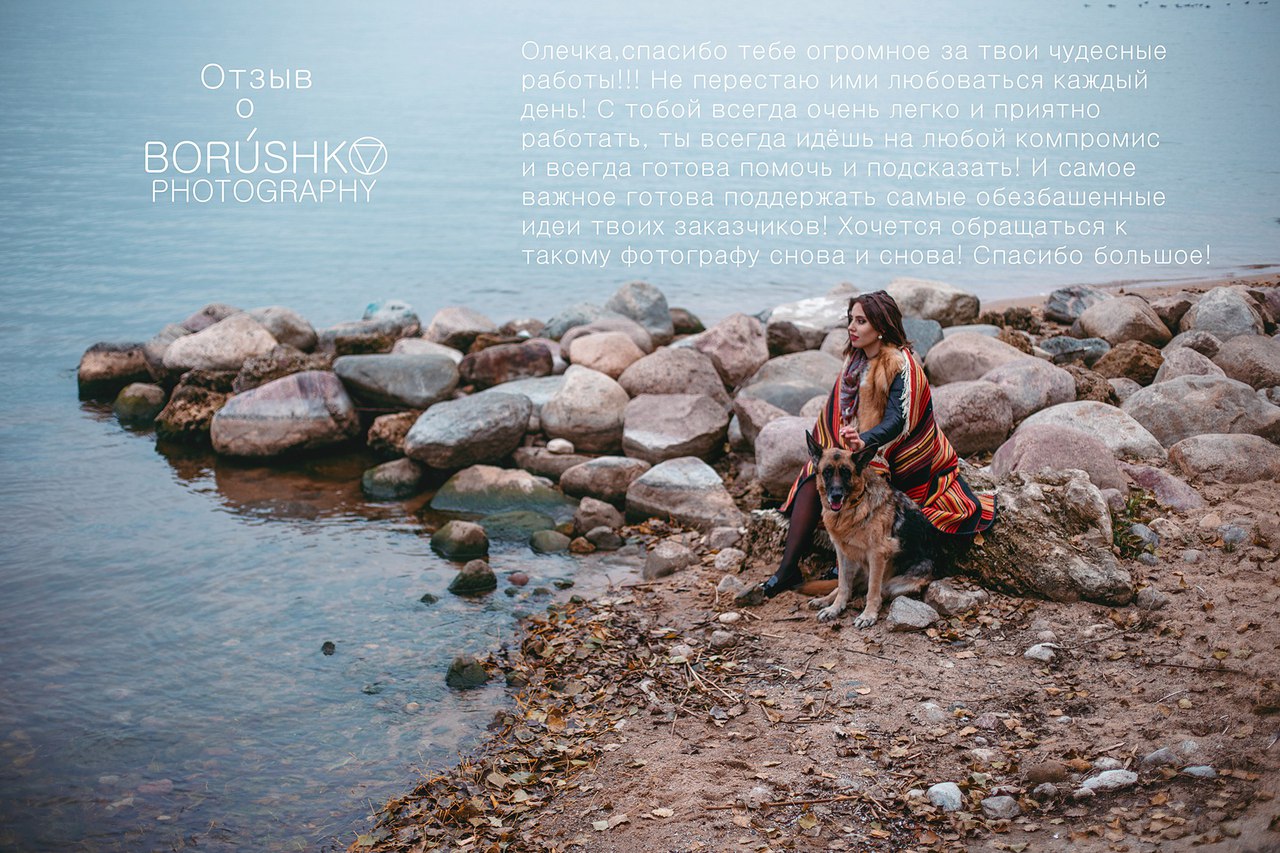 Отзыв
о
BORÚSHKO
PHOTOGRAPHY
Олечка,спасибо тебе огромное за твои чудесные
работы!!! Не перестаю ими любоваться каждый
день! С тобой всегда очень легко и приятно
работать, ты всегда идёшь на любой компромис
и всегда готова помочь и подсказать! И самое
важное готова поддержать самые обезбашенные
идеи твоих заказчиков! Хочется обращаться к
такому фотографу снова и снова! Спасибо большое!